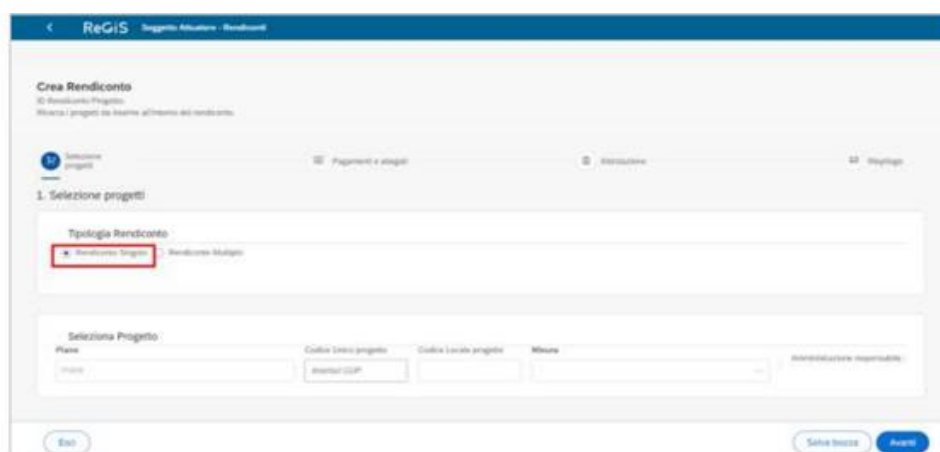 ReGiS Soggetto Attuatore - Rendiconti
Crea Rendiconto
ID Rendiconto Progetto
Ricerca i progetti da inserire all'interno del rendiconto
Selezione progetti
Pagamenti e allegati
Attestazione
Riepilogo
1. Selezione progetti
Tipologia Rendiconto
Rendiconto Singolo Rendiconto Multiplo
Seleziona Progetto
Piano Codice Unico progetto Codice Locale progetto Misura Amministrazione responsabile :
Inserisci CUP
Esci Salva bozza Avanti